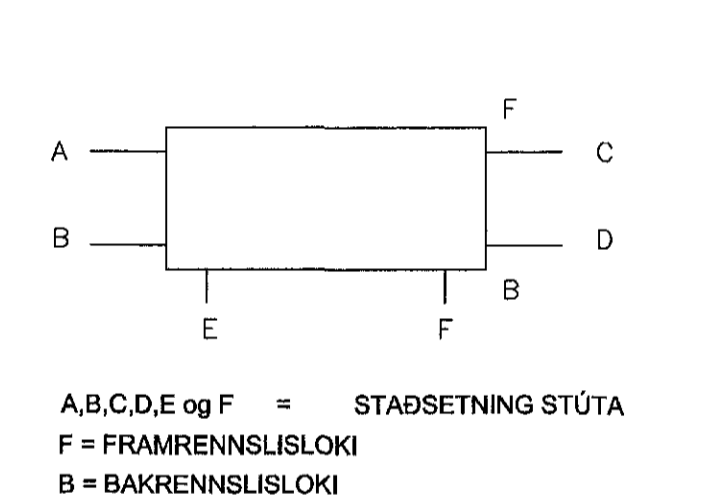 F
A C
B D
B
E F
A,B,C,D,E og F = STAÐSETNING STÚTA
F = FRAMRENNSLISLOKI
B = BAKRENNSLISLOKI